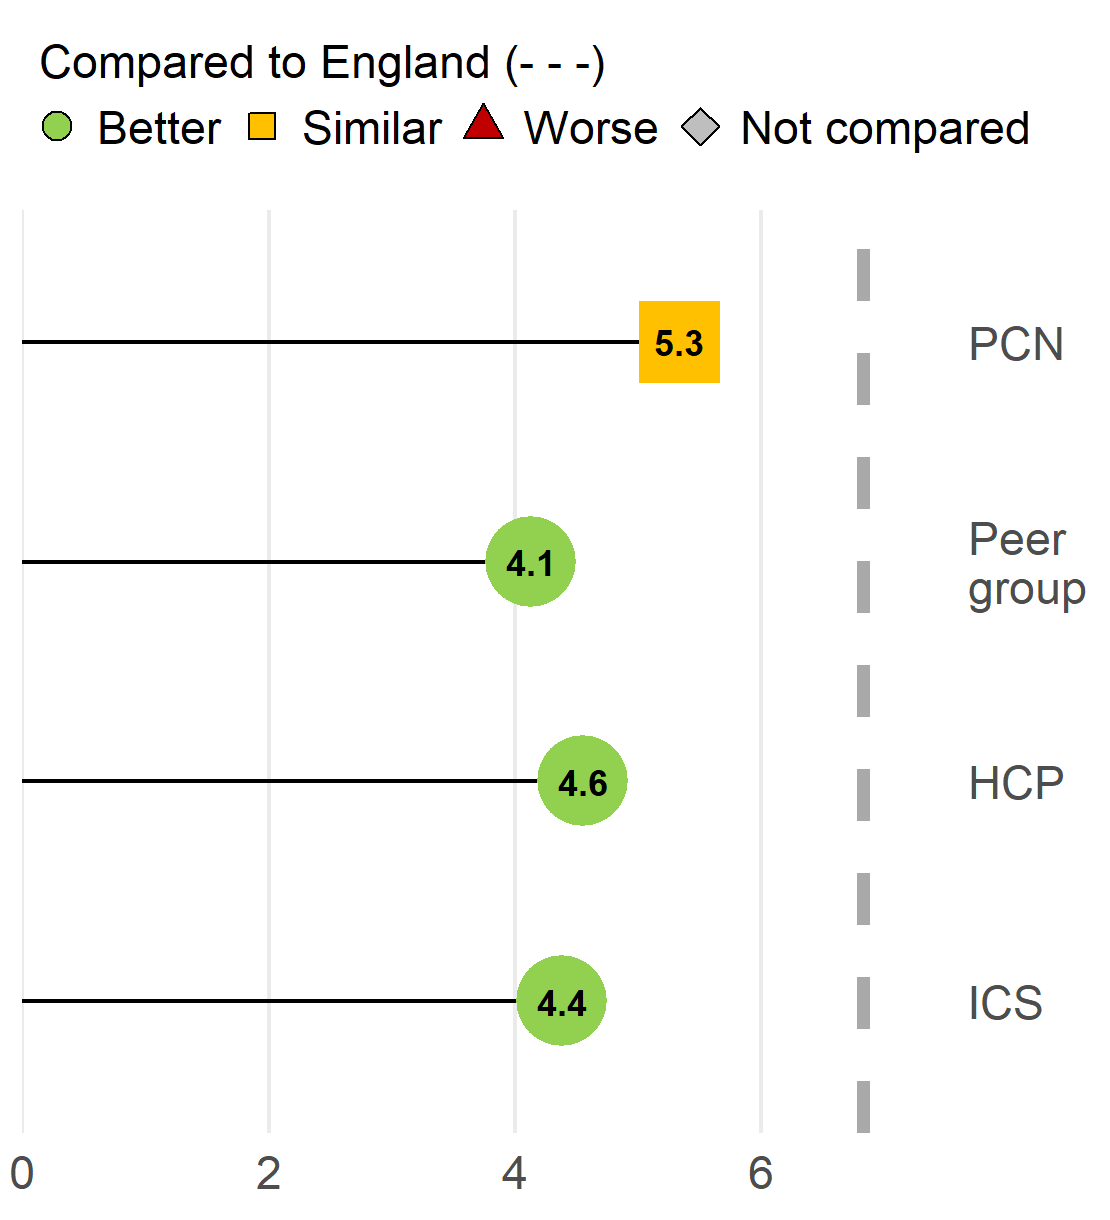 Compared to England (- - -)
Better Similar Worse Not compared
5.3 PCN
4.1 Peer
group
4.6 HCP
4.4 ICS
0 2 4 6